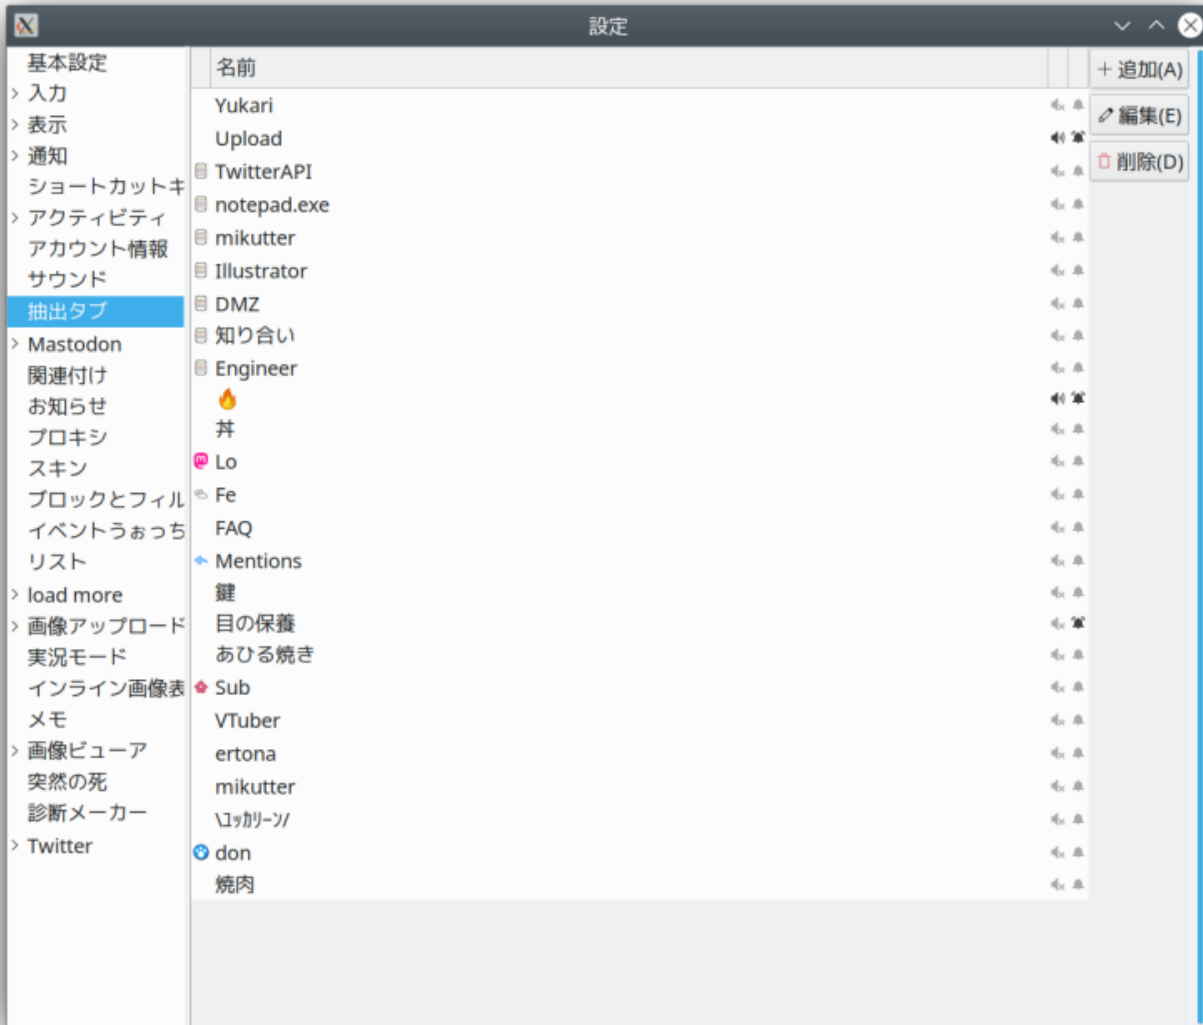 設定
基本設定
入力
表示
通知
ショートカットキ
アクティビティ
アカウント情報
サウンド
抽出タブ
Mastodon
関連付け
お知らせ
プロキシ
スキン
ブロックとフィル
イベントうぉっち
リスト
load more
画像アップロード
実況モード
インライン画像表
メモ
画像ビューア
突然の死
診断メーカー
Twitter
名前
Yukari
Upload
TwitterAPI
notepad.exe
mikutter
Illustrator
DMZ
知り合い
Engineer
🔥
丼
Lo
Fe
FAQ
Mentions
鍵
目の保養
あひる焼き
Sub
VTuber
ertona
mikutter
\ﾕｯｶﾘｰﾝ/
don
焼肉
追加(A)
編集(E)
削除(D)